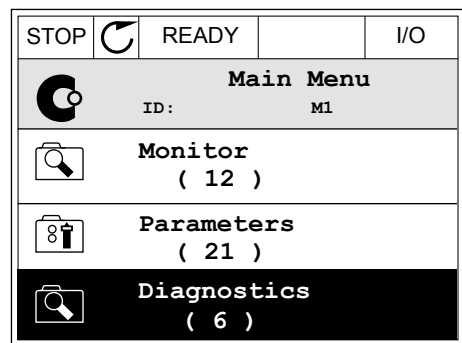 STOP READY I/O
Main Menu
ID: M1
Monitor
( 12 )
Parameters
( 21 )
Diagnostics
( 6 )